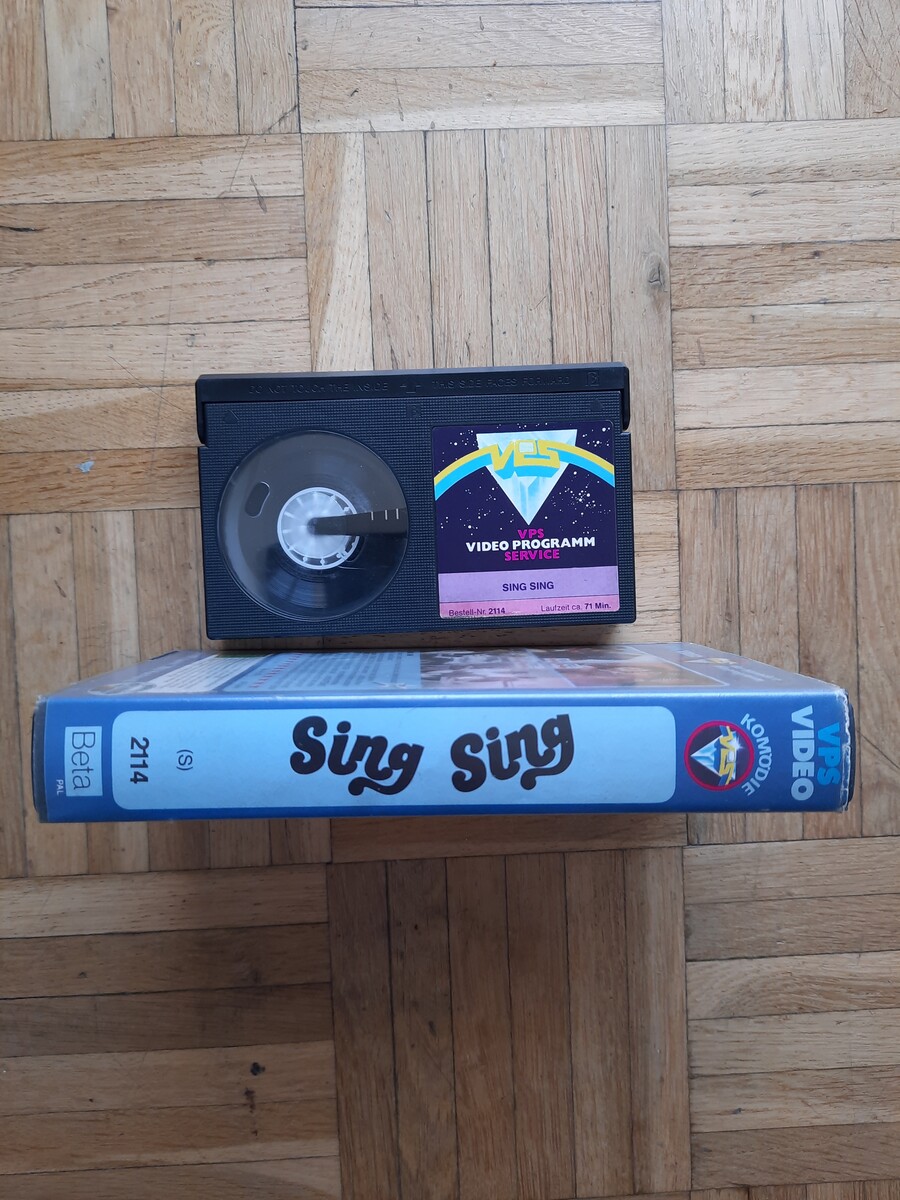 DO NOT TOUCH THE INSIDE
THIS SIDE FACES FORWARD
VPS
VPS
VIDEO PROGRAMM
SERVICE
SING SING
Bestell-Nr. 2114
Laufzeit ca. 71 Min.
Beta
PAL
2114
(S)
Sing Sing
VPS
KOMÖDIE
VPS
VIDEO